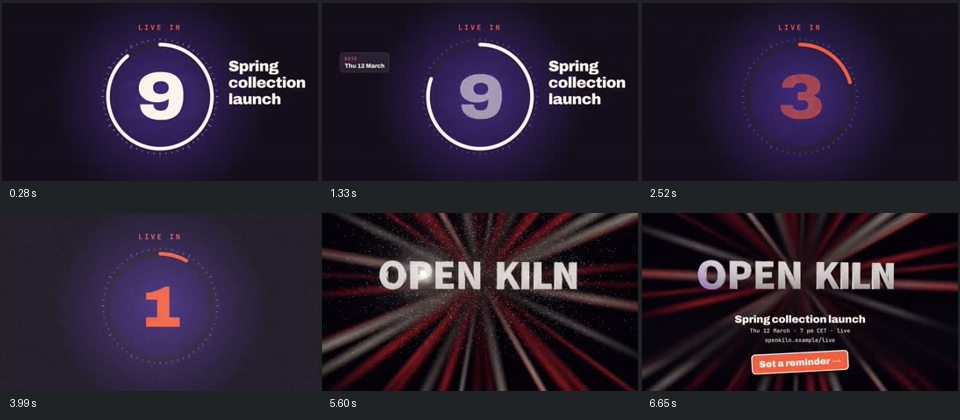 LIVE IN
9
Spring
collection
launch
0.28 s
LIVE IN
DATE
Thu 12 March
9
Spring
collection
launch
1.33 s
LIVE IN
3
2.52 s
LIVE IN
1
3.99 s
OPEN KILN
5.60 s
OPEN KILN
Spring collection launch
Thu 12 March · 7 pm CET · live
openkiln.example/live
Set a reminder →
6.65 s